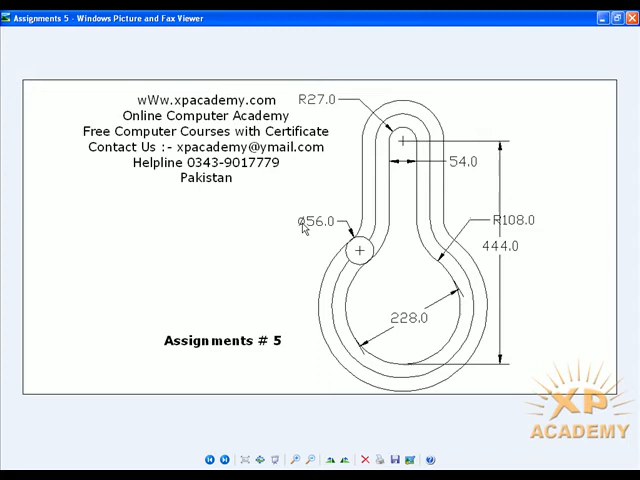 Assignments 5 - Windows Picture and Fax Viewer
wWw.xpacademy.com
Online Computer Academy
Free Computer Courses with Certificate
Contact Us :- xpacademy@ymail.com
Helpline 0343-9017779
Pakistan
R27.0
54.0
ø56.0
R108.0
444.0
228.0
Assignments # 5
XP
ACADEMY